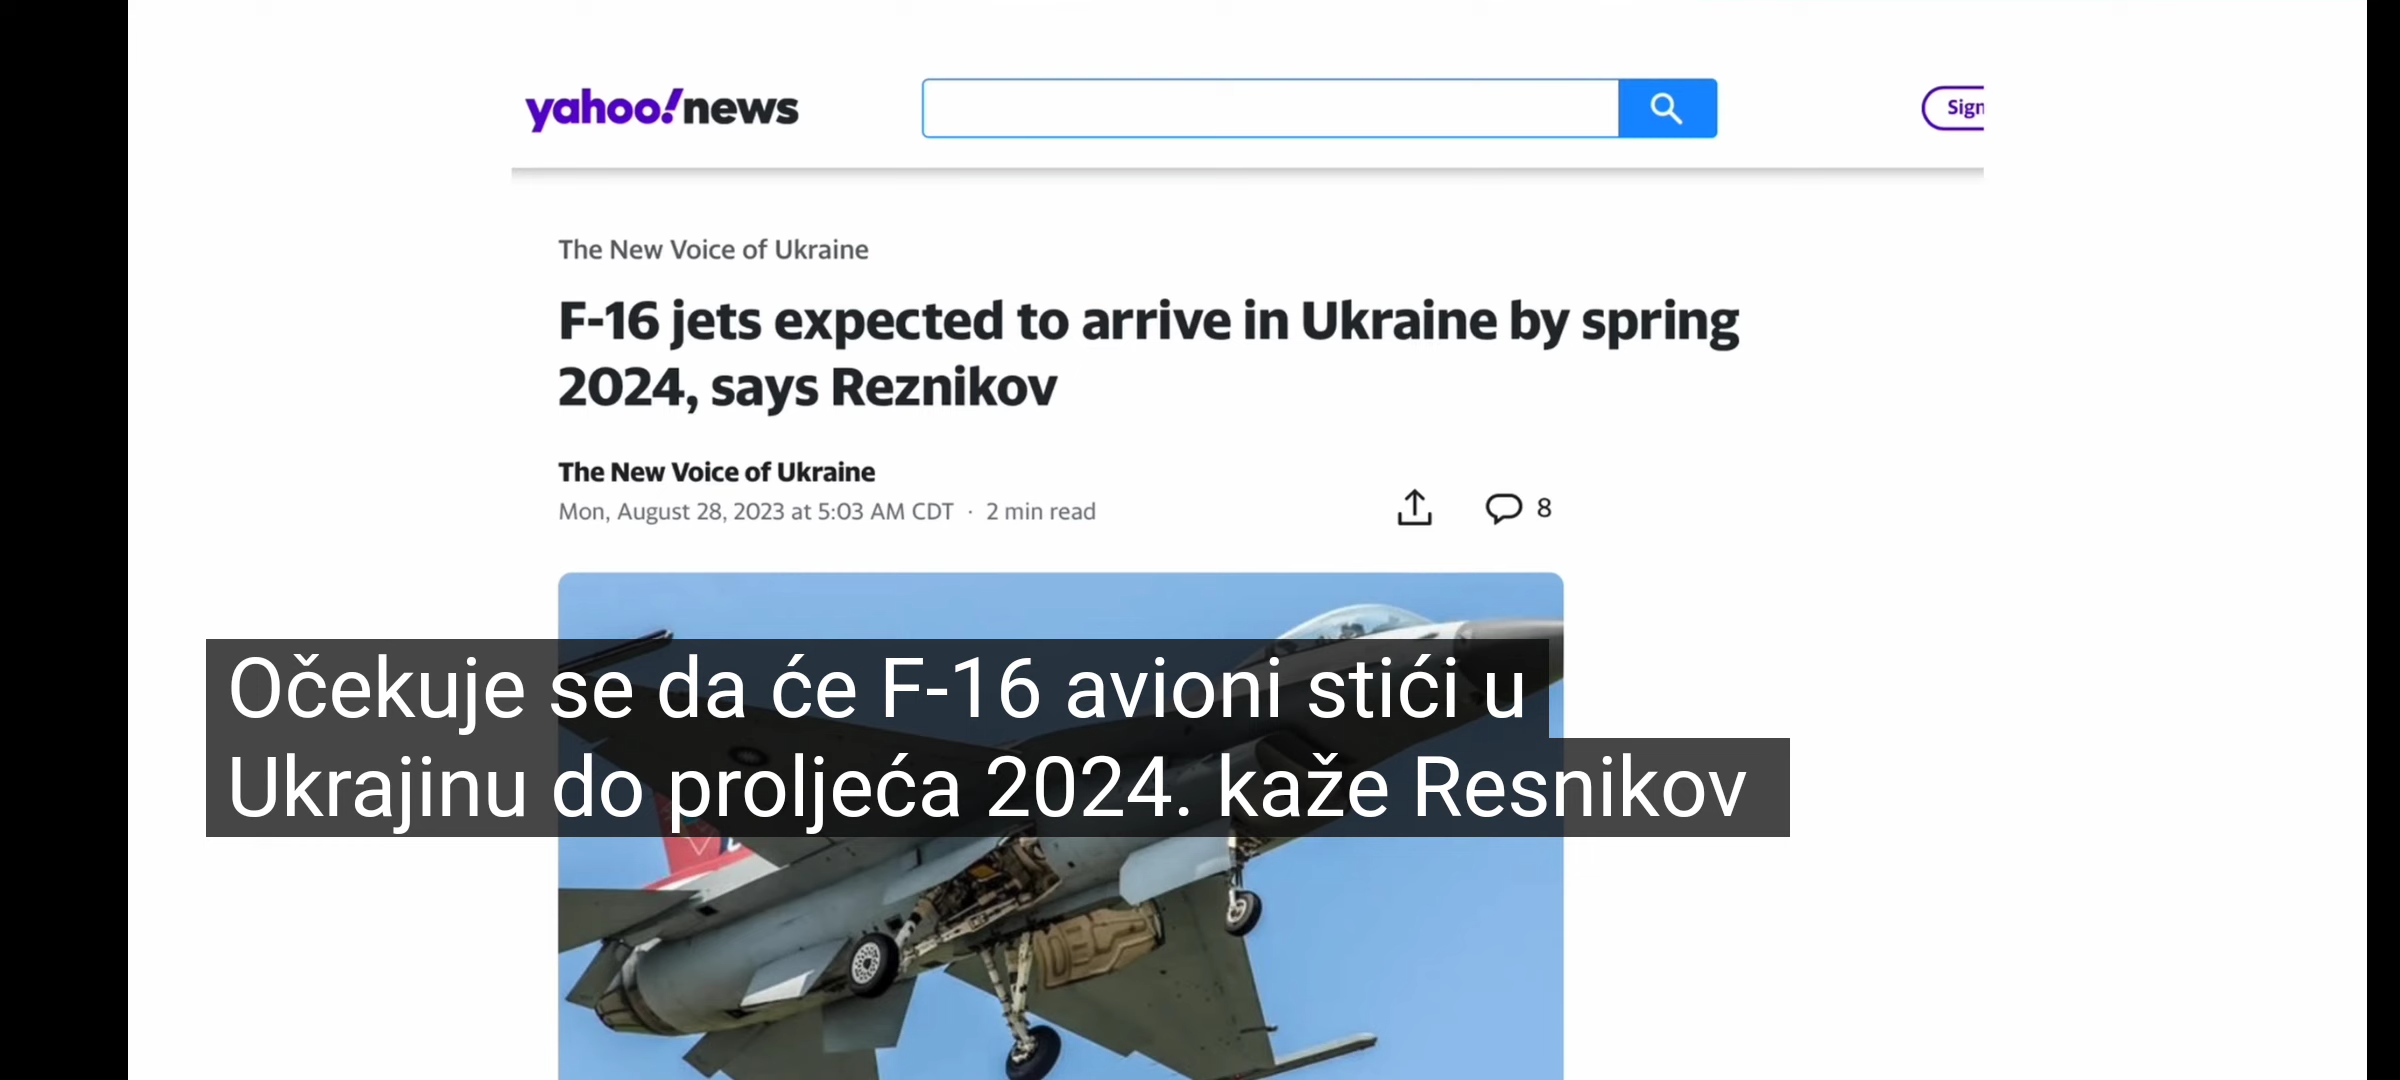 yahoo!news
Sign
The New Voice of Ukraine
F-16 jets expected to arrive in Ukraine by spring
2024, says Reznikov
The New Voice of Ukraine
Mon, August 28, 2023 at 5:03 AM CDT · 2 min read
8
Očekuje se da će F-16 avioni stići u
Ukrajinu do proljeća 2024. kaže Resnikov